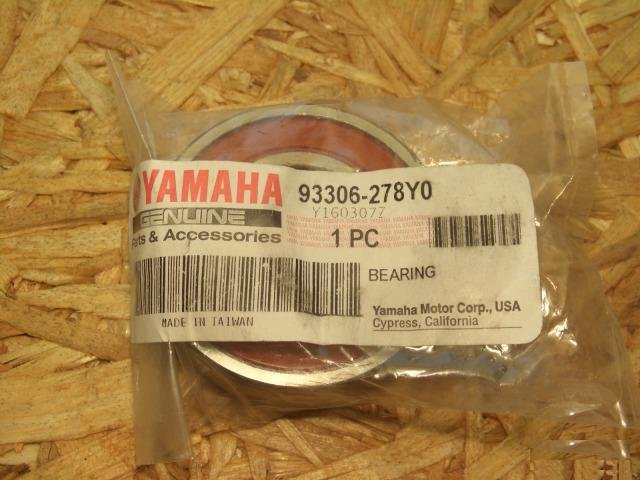 YAMAHA
GENUINE
Parts & Accessories
93306-278Y0
Y1603077
1 PC
BEARING
MADE IN TAIWAN
Yamaha Motor Corp., USA
Cypress, California